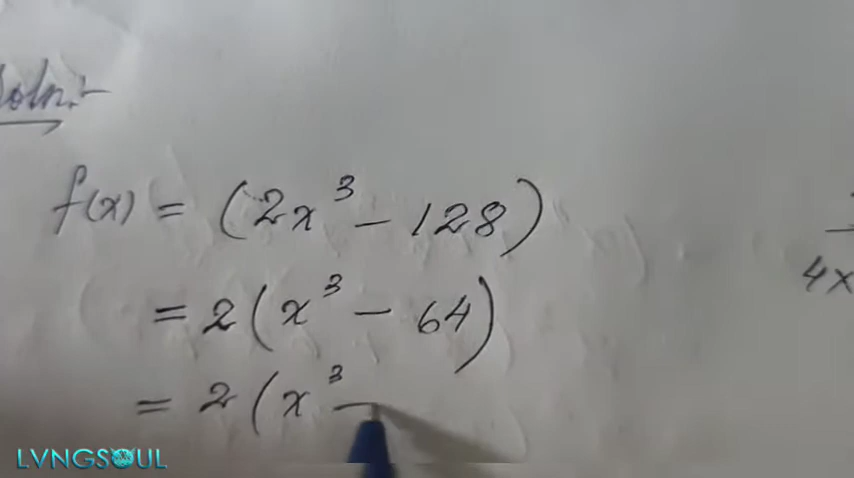 Soln:-
f(x) = (2x³ - 128)
= 2(x³ - 64)
4x
= 2(x³ -
LVNGSOUL